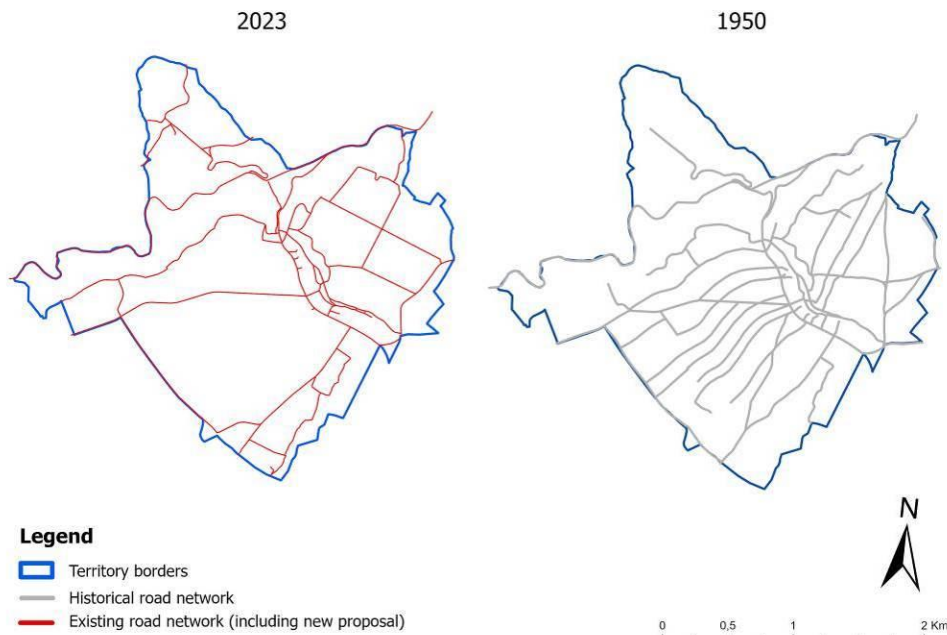 2023
1950
Legend
Territory borders
Historical road network
Existing road network (including new proposal)
N
0 0,5 1 2 Km